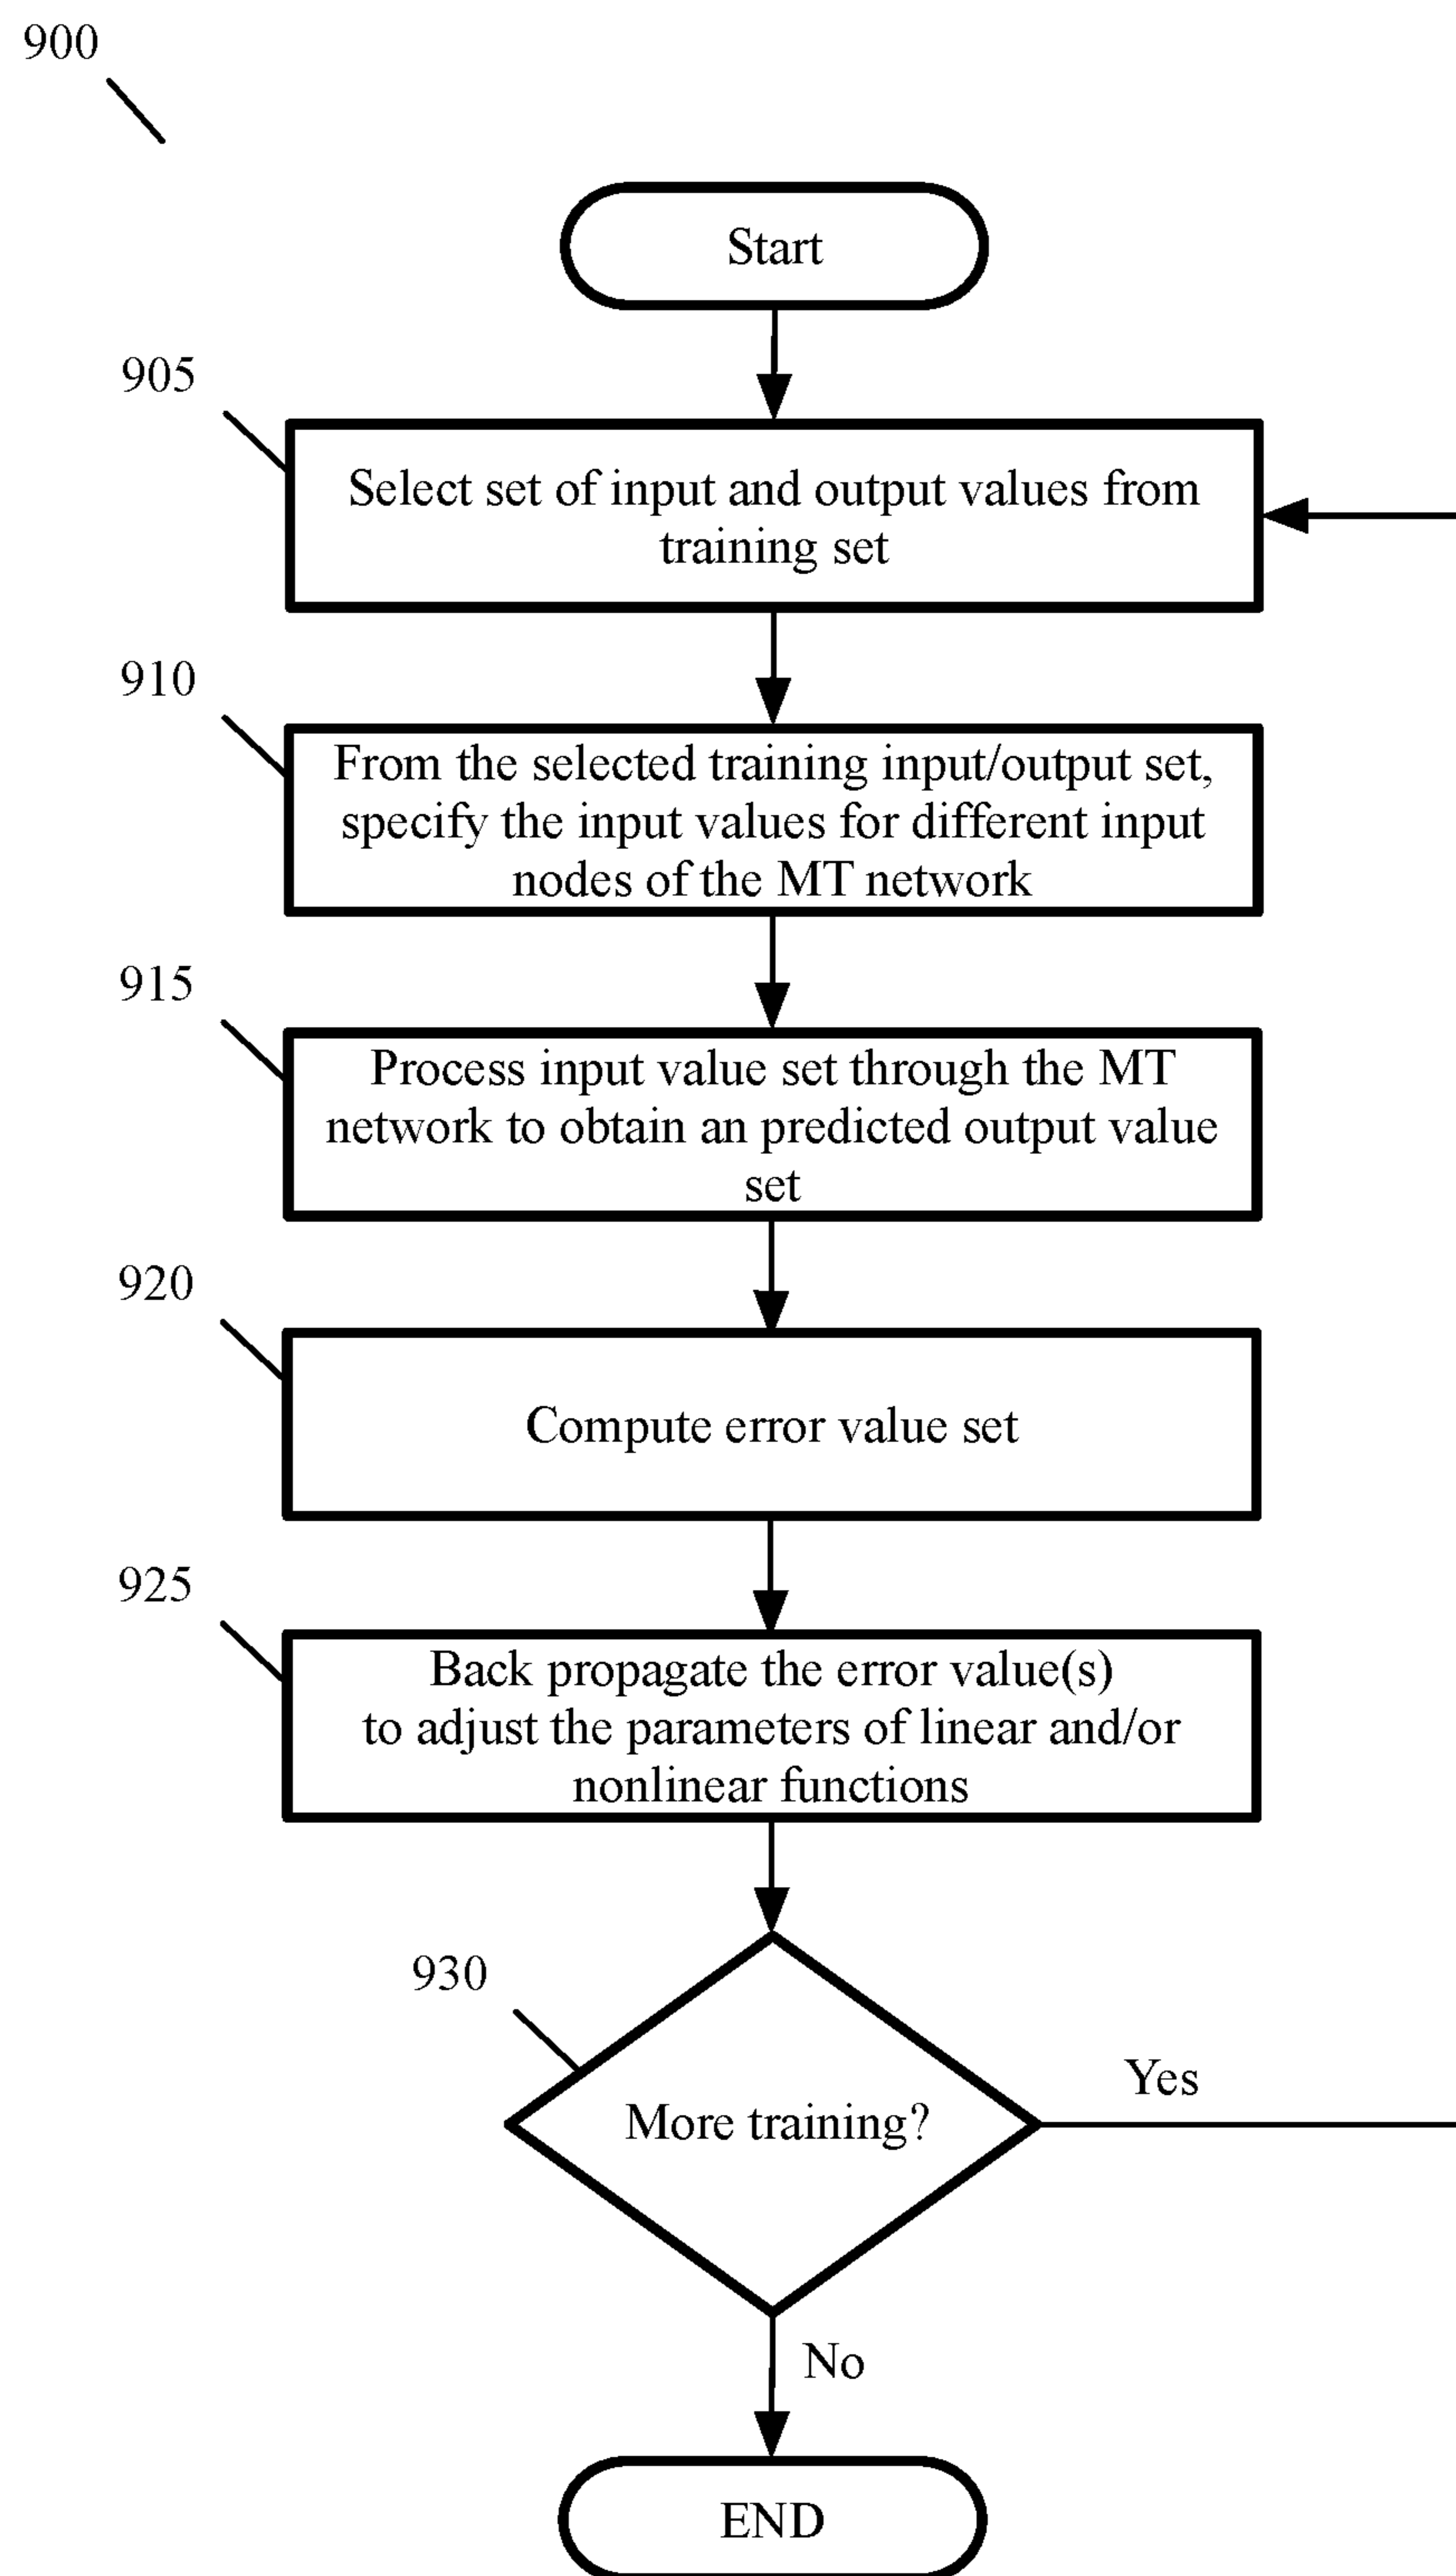 900
Start
905
Select set of input and output values from
training set
910
From the selected training input/output set,
specify the input values for different input
nodes of the MT network
915
Process input value set through the MT
network to obtain an predicted output value
set
920
Compute error value set
925
Back propagate the error value(s)
to adjust the parameters of linear and/or
nonlinear functions
930
More training?
Yes
No
END